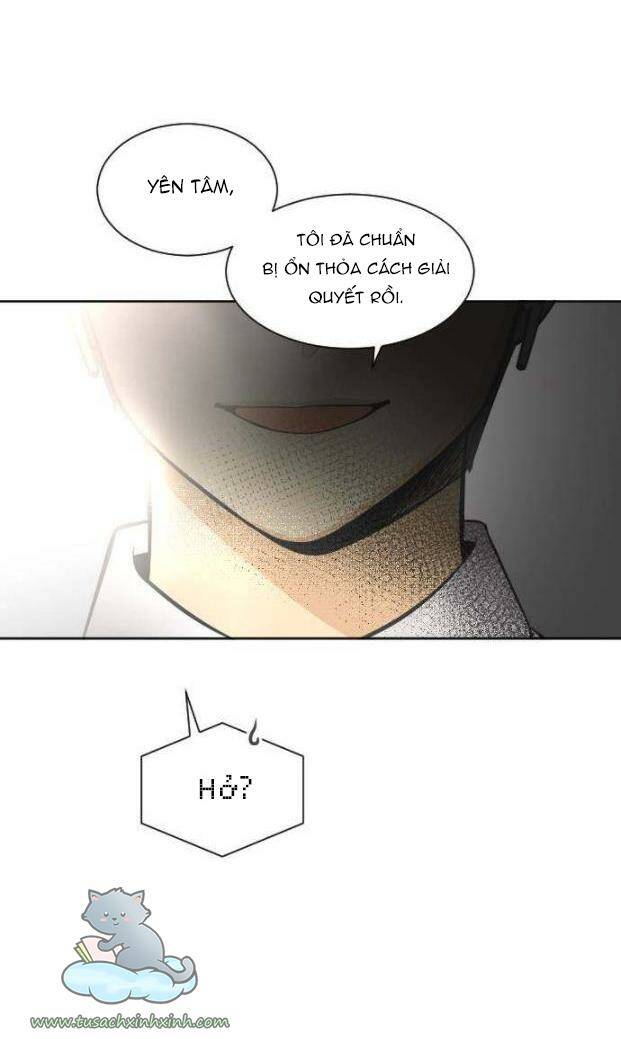 YÊN TÂM,
TÔI ĐÃ CHUẨN
BỊ ỔN THỎA CÁCH GIẢI
QUYẾT RỒI.
HỞ?
www.tusachxinhxinh.com